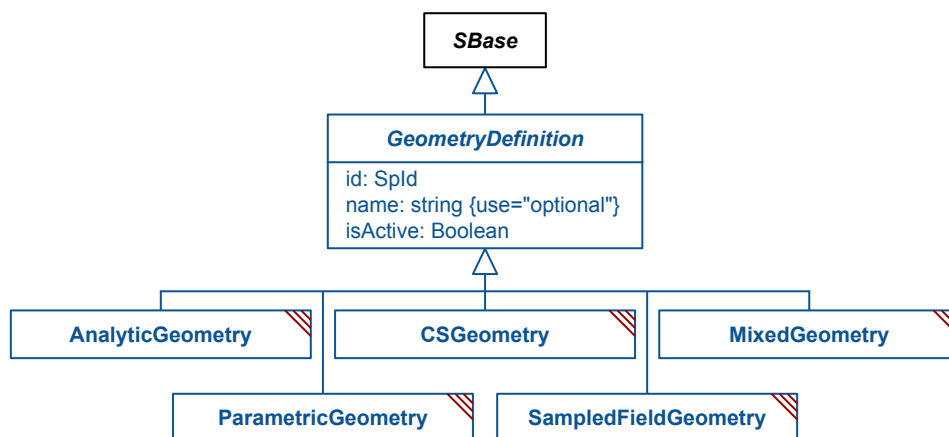 SBase
GeometryDefinition
id: SpId
name: string {use="optional"}
isActive: Boolean
AnalyticGeometry
CSGeometry
MixedGeometry
ParametricGeometry
SampledFieldGeometry